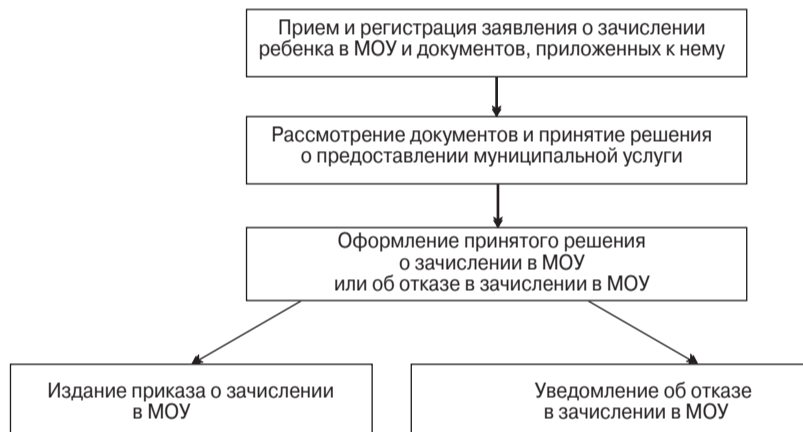 Прием и регистрация заявления о зачислении
ребенка в МОУ и документов, приложенных к нему
Рассмотрение документов и принятие решения
о предоставлении муниципальной услуги
Оформление принятого решения
о зачислении в МОУ
или об отказе в зачислении в МОУ
Издание приказа о зачислении
в МОУ
Уведомление об отказе
в зачислении в МОУ